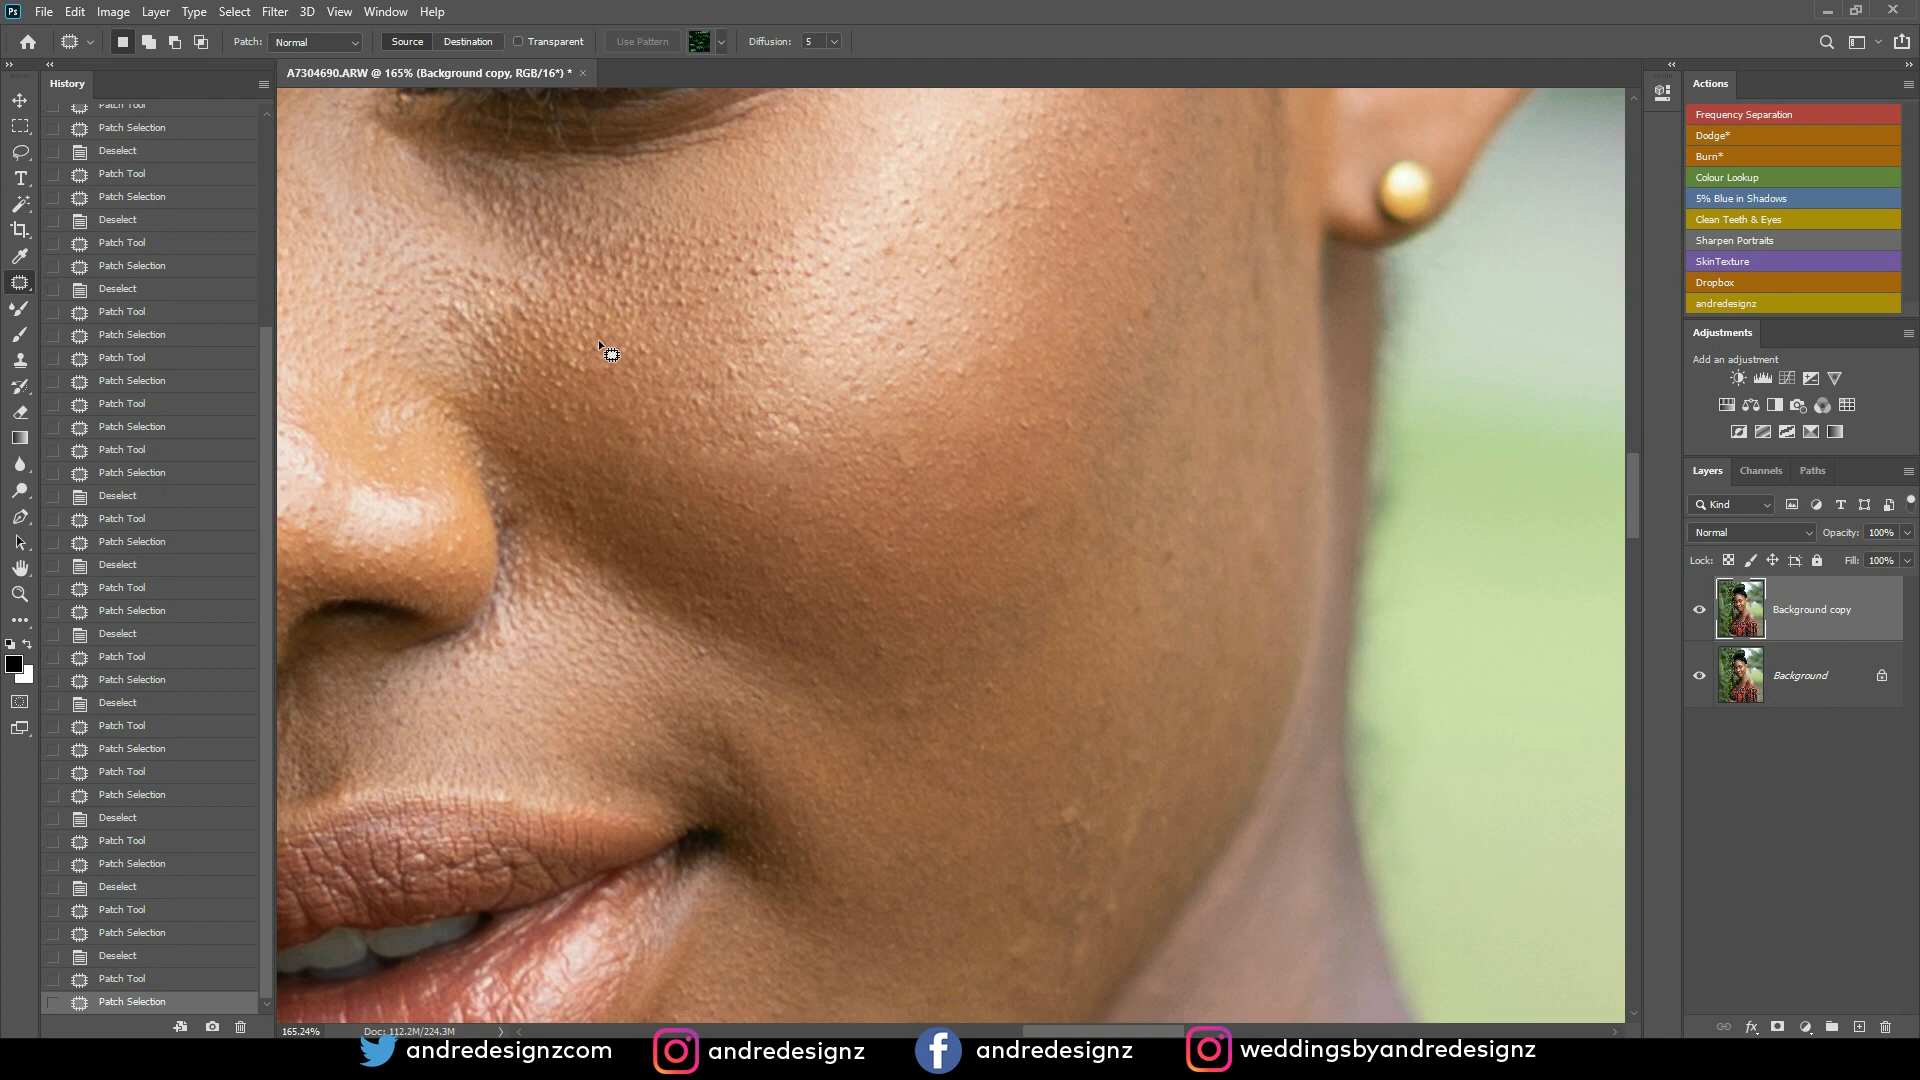 Ps File Edit Image Layer Type Select Filter 3D View Window Help
Patch: Normal Source Destination Transparent Use Pattern Diffusion: 5
A7304690.ARW @ 165% (Background copy, RGB/16*) *
History
Patch Tool
Patch Selection
Deselect
Patch Tool
Patch Selection
Deselect
Patch Tool
Patch Selection
Deselect
Patch Tool
Patch Selection
Patch Tool
Patch Selection
Patch Tool
Patch Selection
Patch Tool
Patch Selection
Deselect
Patch Tool
Patch Selection
Deselect
Patch Tool
Patch Selection
Deselect
Patch Tool
Patch Selection
Deselect
Patch Tool
Patch Selection
Patch Tool
Patch Selection
Deselect
Patch Tool
Patch Selection
Deselect
Patch Tool
Patch Selection
Deselect
Patch Tool
Patch Selection
165.24% Doc: 112.2M/224.3M
Actions
Frequency Separation
Dodge*
Burn*
Colour Lookup
5% Blue in Shadows
Clean Teeth & Eyes
Sharpen Portraits
SkinTexture
Dropbox
andredesignz
Adjustments
Add an adjustment
Layers Channels Paths
Kind
Normal Opacity: 100%
Lock: Fill: 100%
Background copy
Background
andredesignzcom andredesignz andredesignz weddingsbyandredesignz